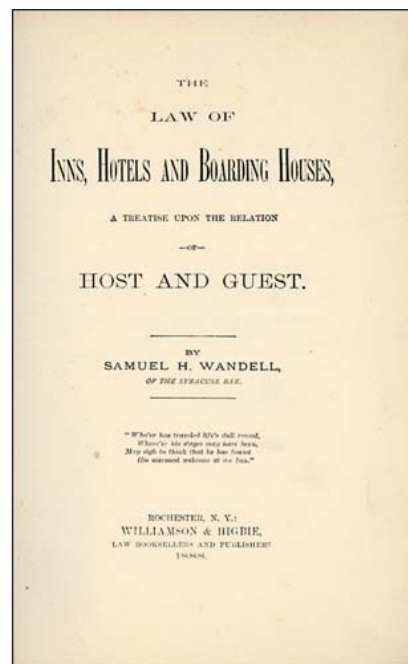 THE
LAW OF
INNS, HOTELS AND BOARDING HOUSES,
A TREATISE UPON THE RELATION
—OF—
HOST AND GUEST.
BY
SAMUEL H. WANDELL,
OF THE SYRACUSE BAR.
"Who'er has traveled life's dull round,
Where'er his stages may have been,
May sigh to think that he has found
His warmest welcome at an Inn."
ROCHESTER, N. Y.:
WILLIAMSON & HIGBIE,
LAW BOOKSELLERS AND PUBLISHERS
1888.